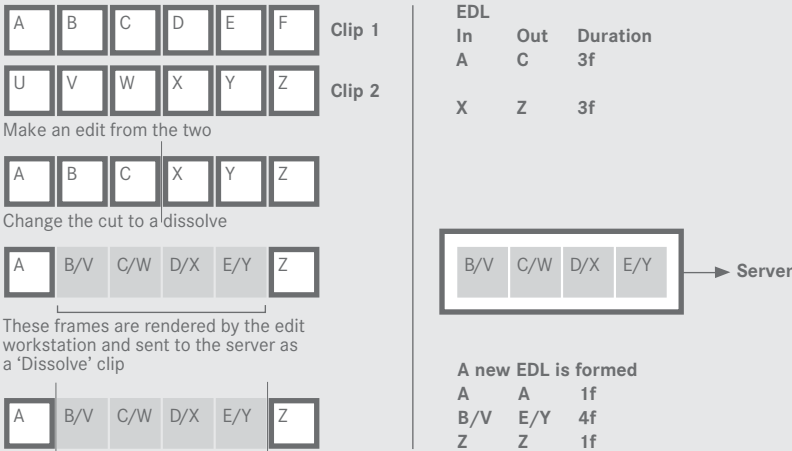 A B C D E F Clip 1
U V W X Y Z Clip 2
Make an edit from the two
A B C X Y Z
Change the cut to a dissolve
A B/V C/W D/X E/Y Z
These frames are rendered by the edit
workstation and sent to the server as
a 'Dissolve' clip
A B/V C/W D/X E/Y Z
EDL
In Out Duration
A C 3f
X Z 3f
B/V C/W D/X E/Y Server
A new EDL is formed
A A 1f
B/V E/Y 4f
Z Z 1f